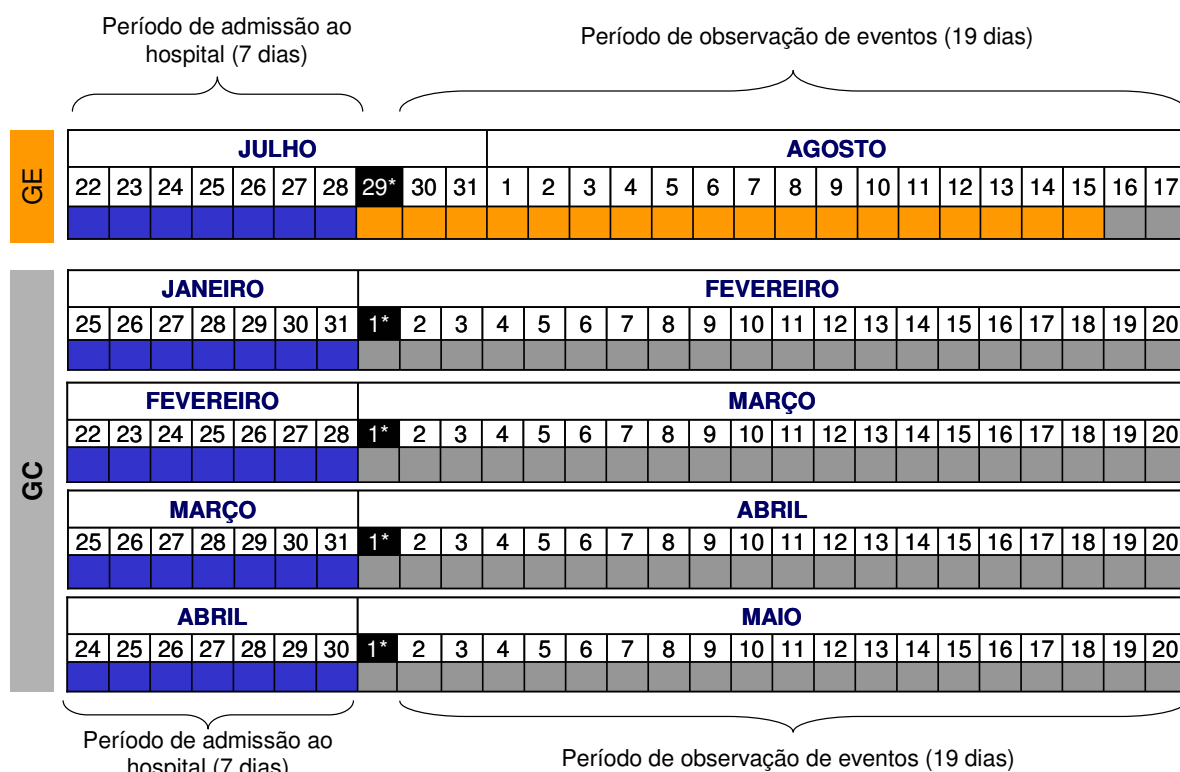 Período de admissão ao
hospital (7 dias)
Período de observação de eventos (19 dias)
GE
JULHO AGOSTO
22 23 24 25 26 27 28 29* 30 31 1 2 3 4 5 6 7 8 9 10 11 12 13 14 15 16 17
GC
JANEIRO FEVEREIRO
25 26 27 28 29 30 31 1* 2 3 4 5 6 7 8 9 10 11 12 13 14 15 16 17 18 19 20
FEVEREIRO MARÇO
22 23 24 25 26 27 28 1* 2 3 4 5 6 7 8 9 10 11 12 13 14 15 16 17 18 19 20
MARÇO ABRIL
25 26 27 28 29 30 31 1* 2 3 4 5 6 7 8 9 10 11 12 13 14 15 16 17 18 19 20
ABRIL MAIO
24 25 26 27 28 29 30 1* 2 3 4 5 6 7 8 9 10 11 12 13 14 15 16 17 18 19 20
Período de admissão ao
hospital (7 dias)
Período de observação de eventos (19 dias)